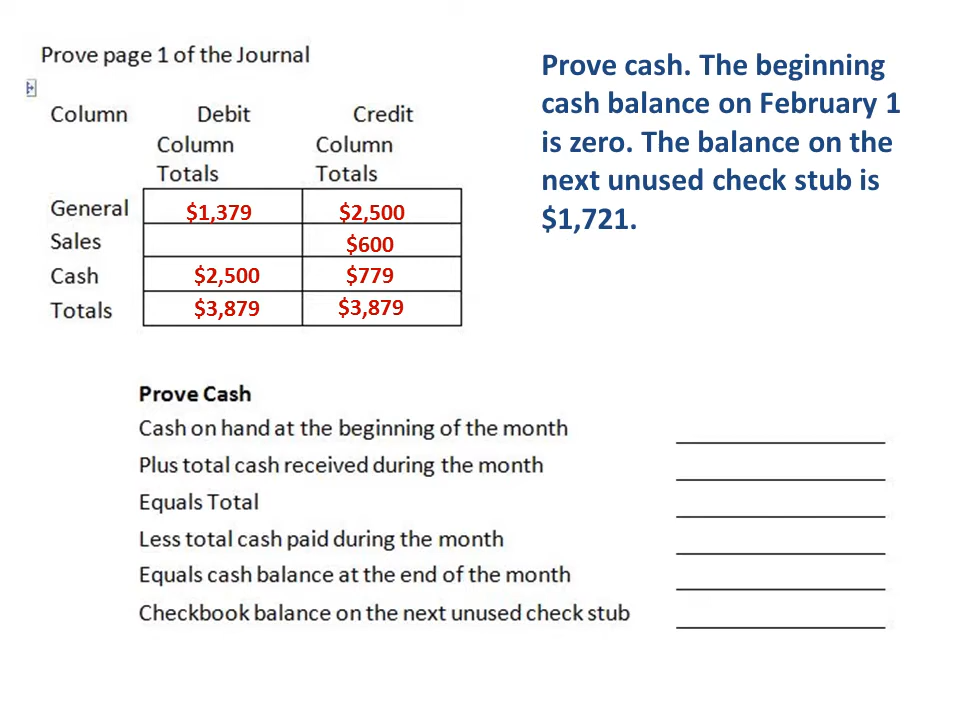 Prove page 1 of the Journal
Prove cash. The beginning
cash balance on February 1
is zero. The balance on the
next unused check stub is
$1,721.
Column Debit Credit
Column Column
Totals Totals
General $1,379 $2,500
Sales $600
Cash $2,500 $779
Totals $3,879 $3,879
Prove Cash
Cash on hand at the beginning of the month
Plus total cash received during the month
Equals Total
Less total cash paid during the month
Equals cash balance at the end of the month
Checkbook balance on the next unused check stub